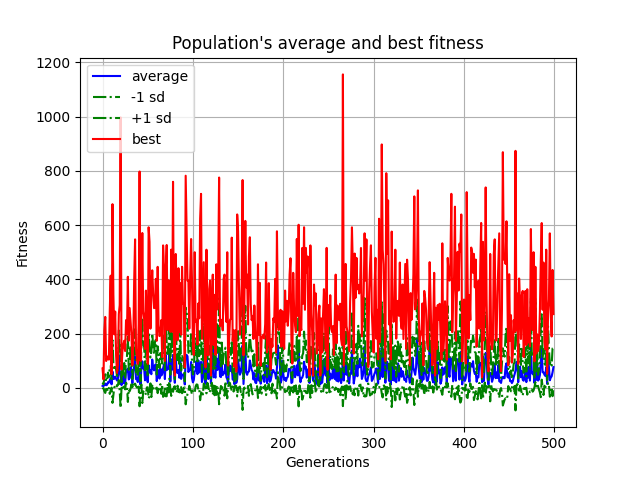 Population's average and best fitness
1200
1000
800
600
400
200
0
Fitness
average
-1 sd
+1 sd
best
0 100 200 300 400 500
Generations